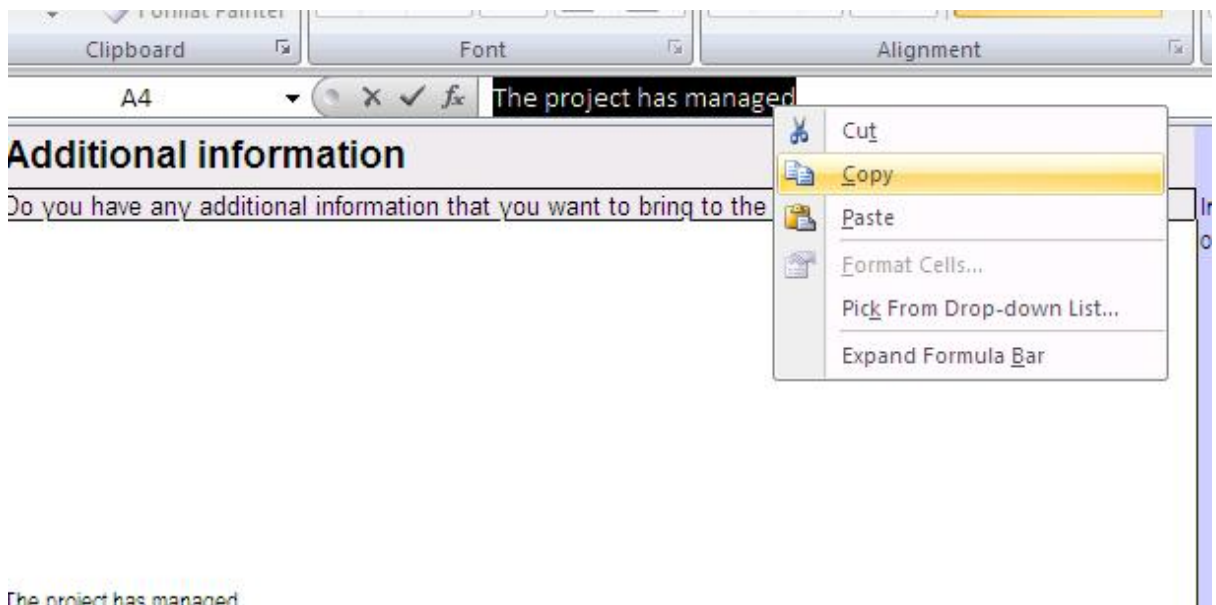 Format Painter
Clipboard
Font
Alignment
A4
fx
The project has managed
Cut
Additional information
Copy
Do you have any additional information that you want to bring to the
Paste
Format Cells...
Pick From Drop-down List...
Expand Formula Bar
The project has managed